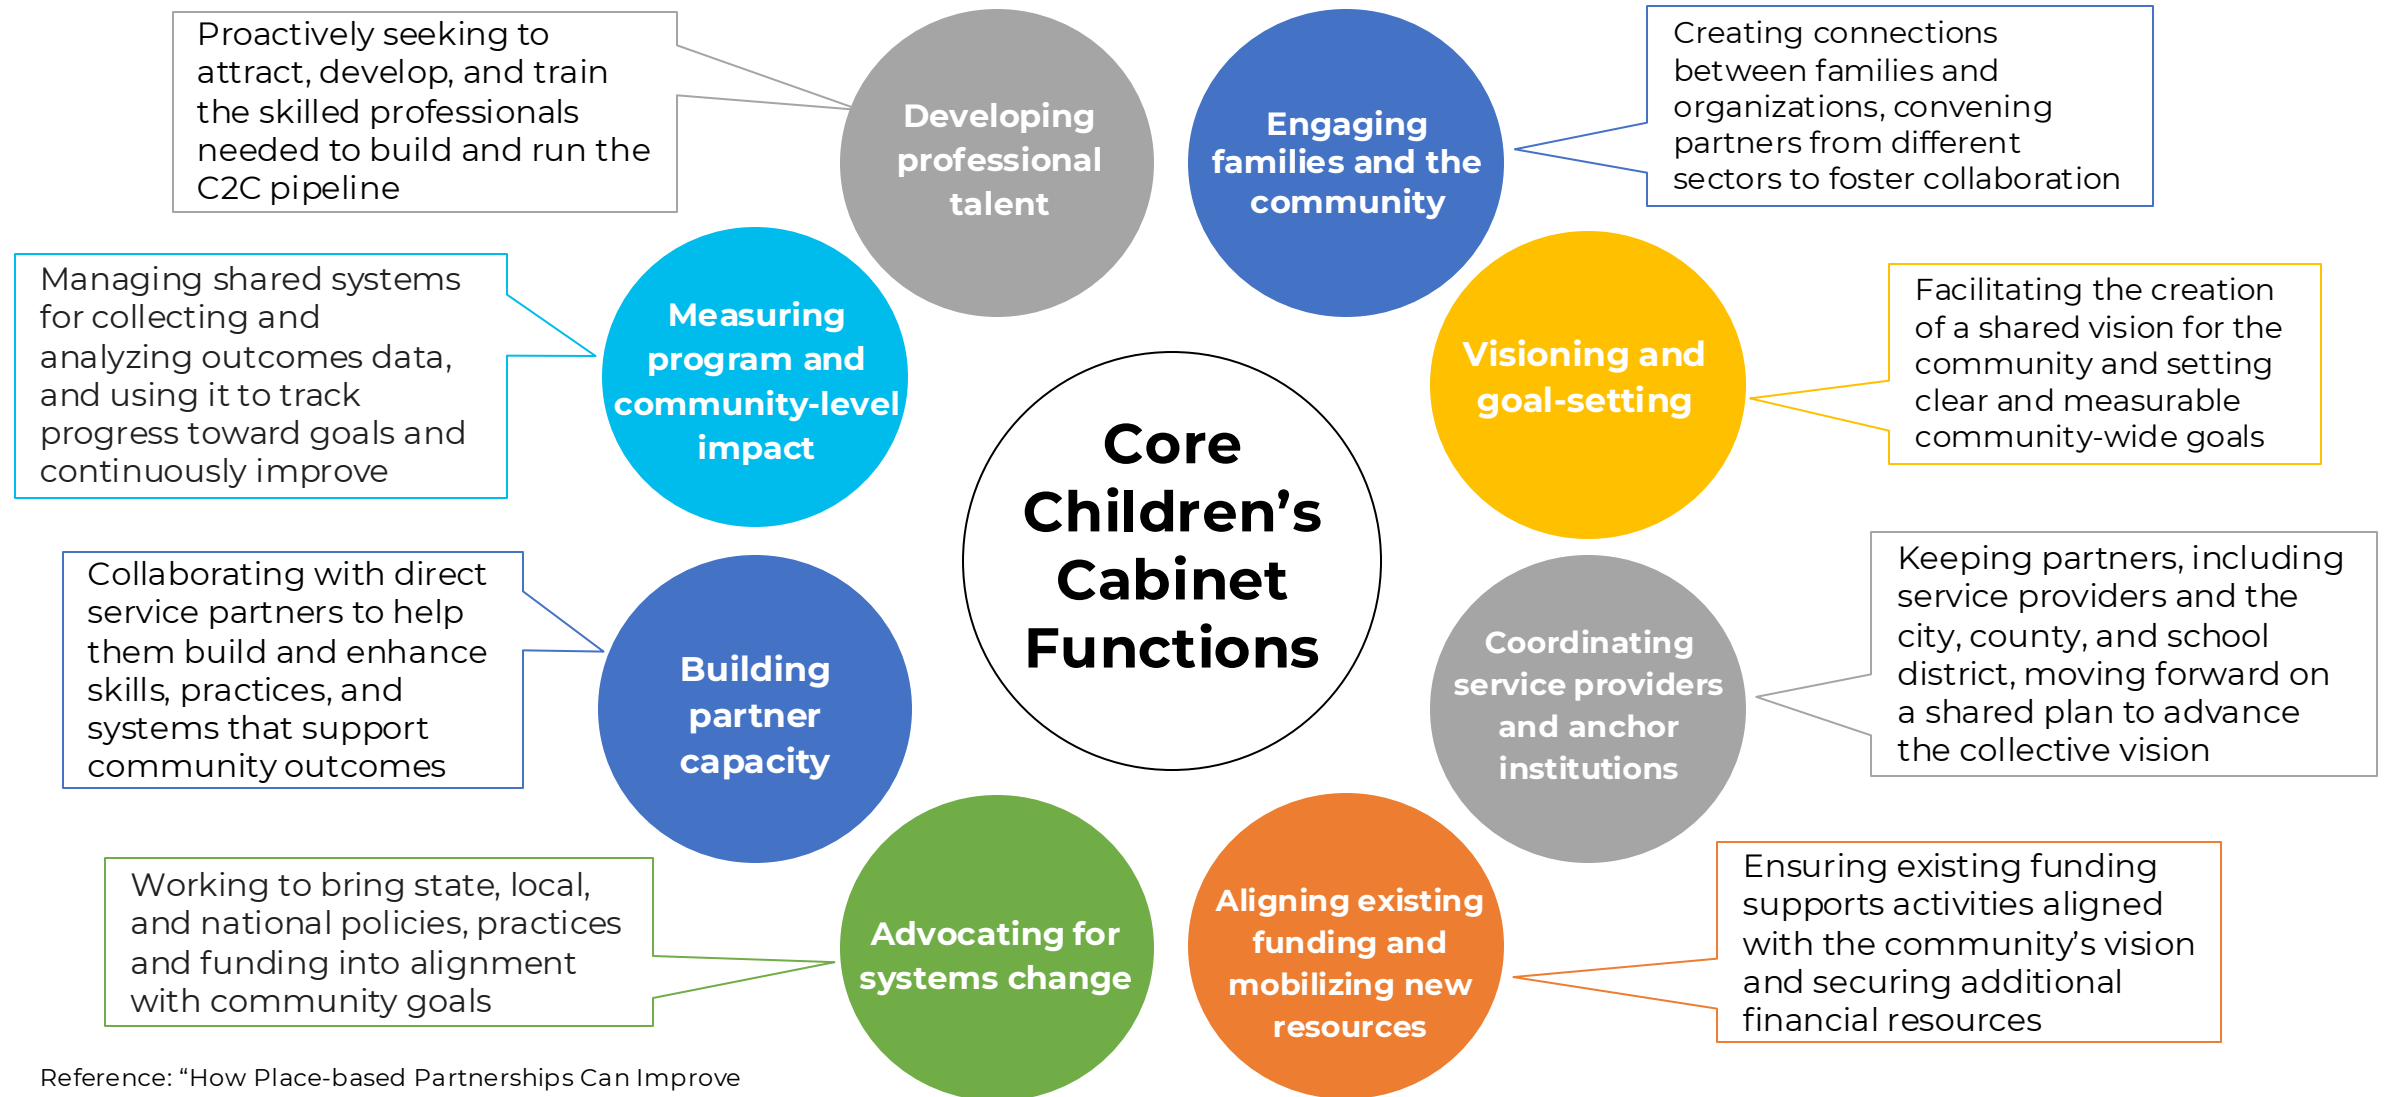 Proactively seeking to
attract, develop, and train
the skilled professionals
needed to build and run the
C2C pipeline
Developing
professional
talent
Engaging
families and the
community
Creating connections
between families and
organizations, convening
partners from different
sectors to foster collaboration
Managing shared systems
for collecting and
analyzing outcomes data,
and using it to track
progress toward goals and
continuously improve
Measuring
program and
community-level
impact
Visioning and
goal-setting
Facilitating the creation
of a shared vision for the
community and setting
clear and measurable
community-wide goals
Core
Children’s
Cabinet
Functions
Collaborating with direct
service partners to help
them build and enhance
skills, practices, and
systems that support
community outcomes
Building
partner
capacity
Coordinating
service providers
and anchor
institutions
Keeping partners, including
service providers and the
city, county, and school
district, moving forward on
a shared plan to advance
the collective vision
Working to bring state, local,
and national policies, practices
and funding into alignment
with community goals
Advocating for
systems change
Aligning existing
funding and
mobilizing new
resources
Ensuring existing funding
supports activities aligned
with the community’s vision
and securing additional
financial resources
Reference: “How Place-based Partnerships Can Improve